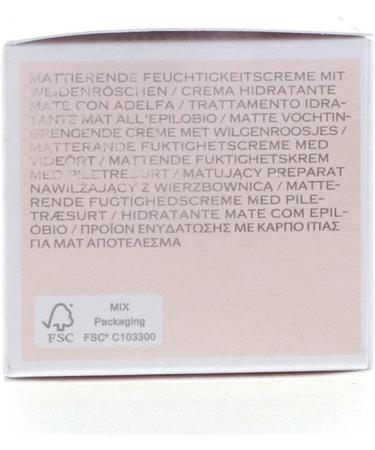 MATTIERENDE FEUCHTIGKEITSCREME MIT
WEIDENRÖSCHEN / CREMA HIDRATANTE
MATE CON ADELFA / TRATTAMENTO IDRA-
TANTE MAT ALL'EPILOBIO / MATTE VOCHTIN-
BRENGENDE CRÈME MET WILGENROOSJES /
MATTERANDE FUKTIGHETSCREME MED
VIDEÖRT / MATTENDE FUKTIGHETSKREM
MED PILETRESURT / MATUJĄCY PREPARAT
NAWILŻAJĄCY Z WIERZBOWNICA / MATTE-
RENDE FUGTIGHEDSCREME MED PILE-
TRÆSURT / HIDRATANTE MATE COM EPIL-
ÓBIO / ΠΡΟΪΟΝ ΕΝΥΔΑΤΩΣΗΣ ΜΕ ΚΑΡΠΟ ΙΤΙΑΣ
ΓΙΑ ΜΑΤ ΑΠΟΤΕΛΕΣΜΑ
MIX
Packaging
FSC
FSC® C103300